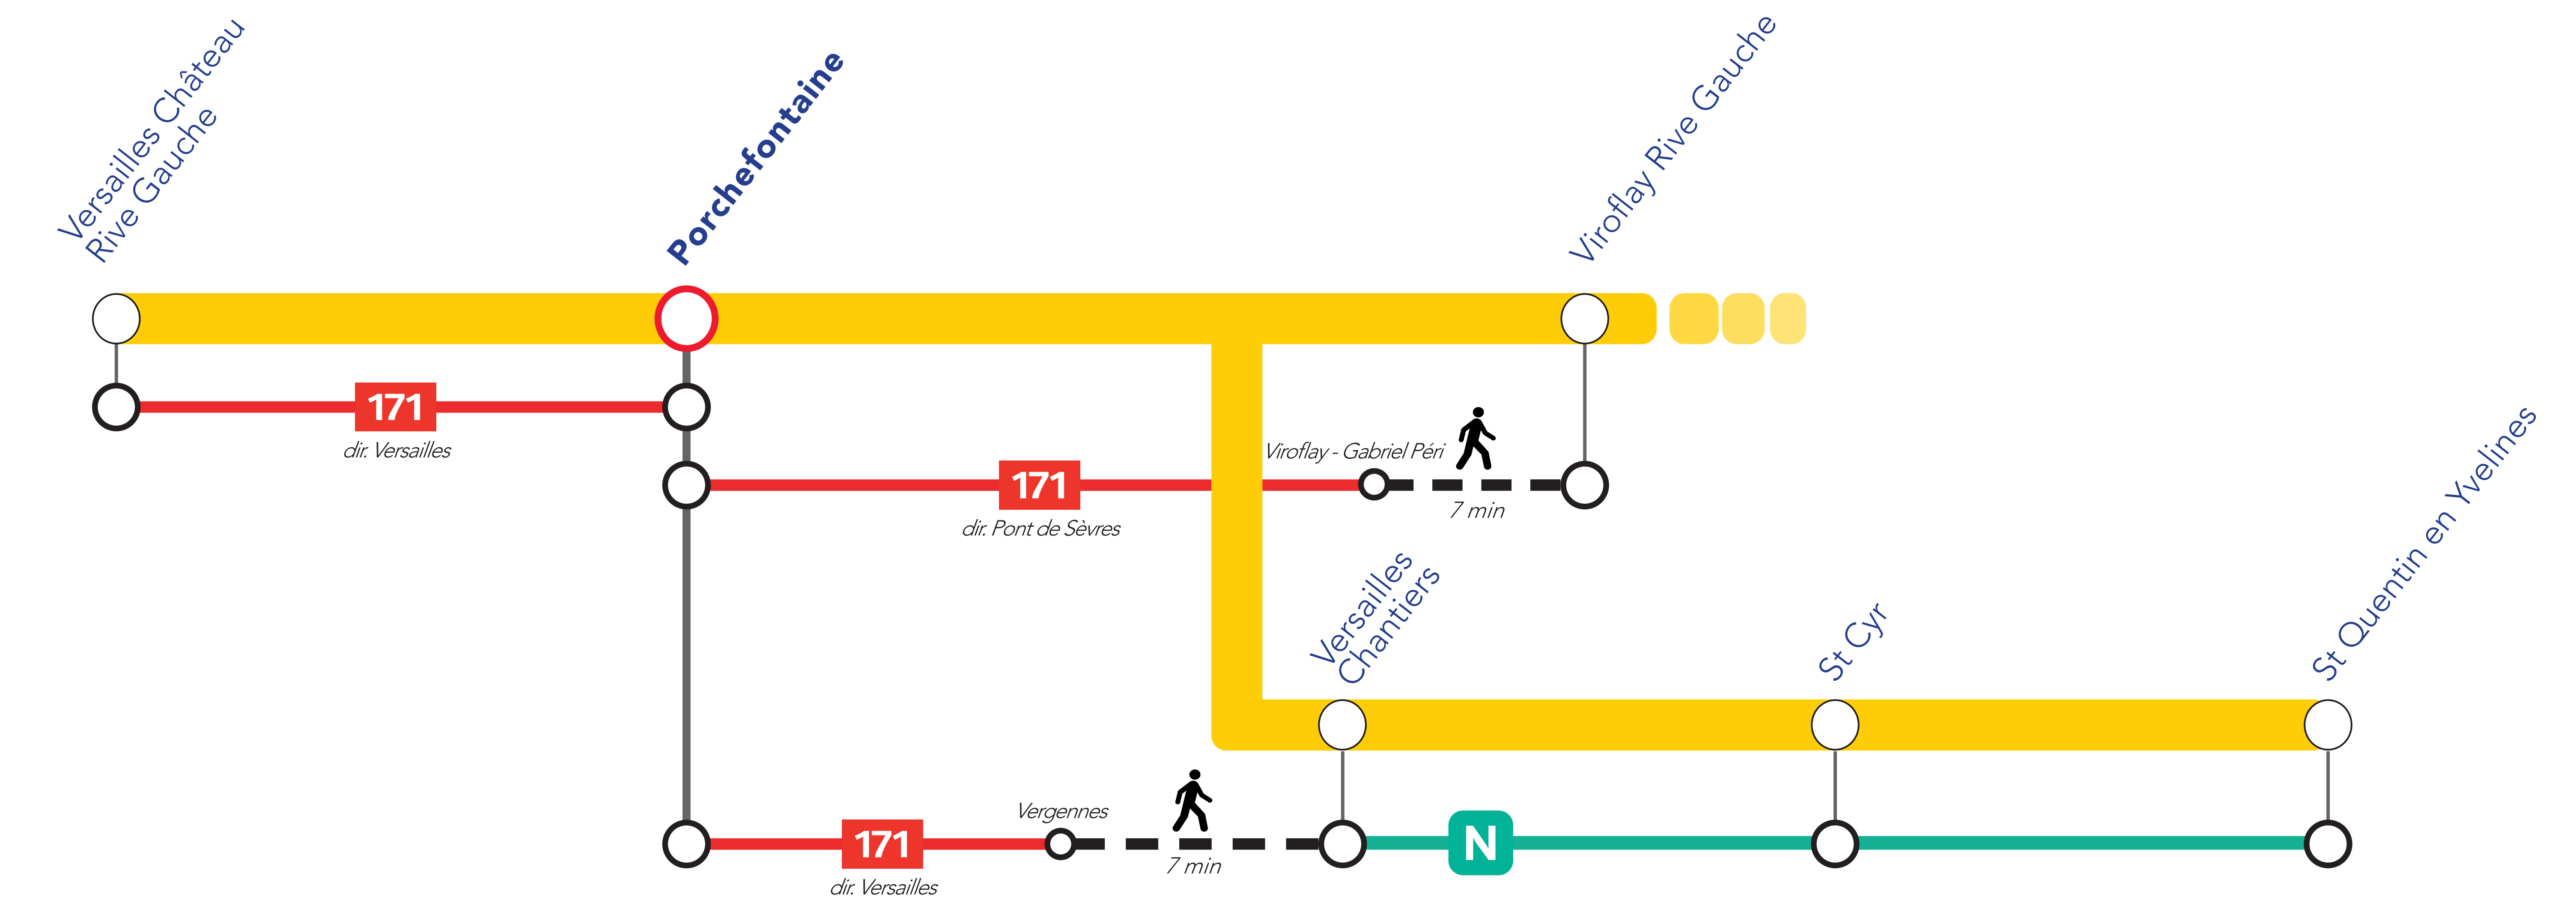 Versailles Château
Rive Gauche
Porchefontaine
Viroflay Rive Gauche
171
dir. Versailles
171
dir. Pont de Sèvres
Viroflay - Gabriel Péri
7 min
Versailles
Chantiers
St Cyr
St Quentin en Yvelines
171
dir. Versailles
Vergennes
7 min
N